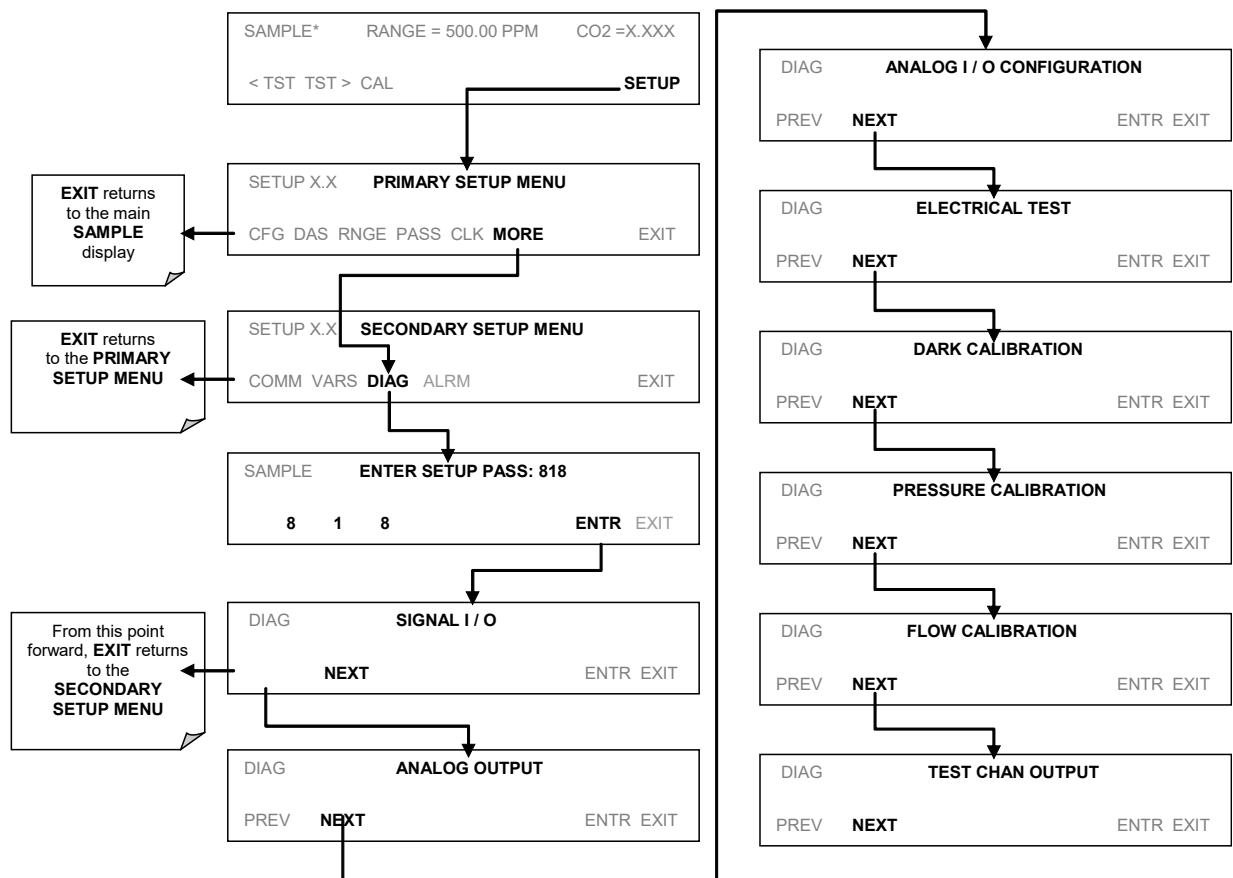 SAMPLE* RANGE = 500.00 PPM CO2 =X.XXX
< TST TST > CAL SETUP
EXIT returns
to the main
SAMPLE
display
SETUP X.X PRIMARY SETUP MENU
CFG DAS RNGE PASS CLK MORE EXIT
EXIT returns
to the PRIMARY
SETUP MENU
SETUP X.X SECONDARY SETUP MENU
COMM VARS DIAG ALRM EXIT
SAMPLE ENTER SETUP PASS: 818
8 1 8 ENTR EXIT
From this point
forward, EXIT returns
to the
SECONDARY
SETUP MENU
DIAG SIGNAL I / O
NEXT ENTR EXIT
DIAG ANALOG OUTPUT
PREV NEXT ENTR EXIT
DIAG ANALOG I / O CONFIGURATION
PREV NEXT ENTR EXIT
DIAG ELECTRICAL TEST
PREV NEXT ENTR EXIT
DIAG DARK CALIBRATION
PREV NEXT ENTR EXIT
DIAG PRESSURE CALIBRATION
PREV NEXT ENTR EXIT
DIAG FLOW CALIBRATION
PREV NEXT ENTR EXIT
DIAG TEST CHAN OUTPUT
PREV NEXT ENTR EXIT